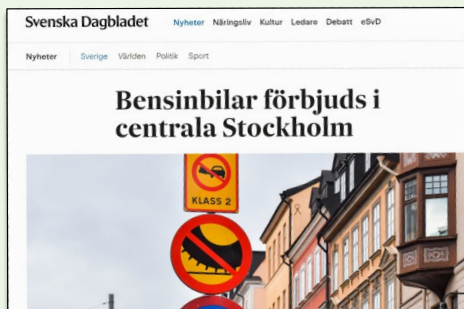 Svenska Dagbladet Nyheter Näringsliv Kultur Ledare Debatt eSvD
Nyheter Sverige Världen Politik Sport
Bensinbilar förbjuds i
centrala Stockholm
KLASS 2